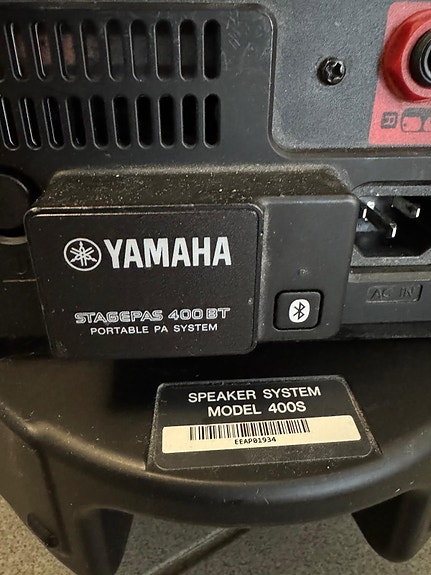 YAMAHA
STAGEPAS 400BT
PORTABLE PA SYSTEM
AC IN
SPEAKER SYSTEM
MODEL 400S
EEAP01934